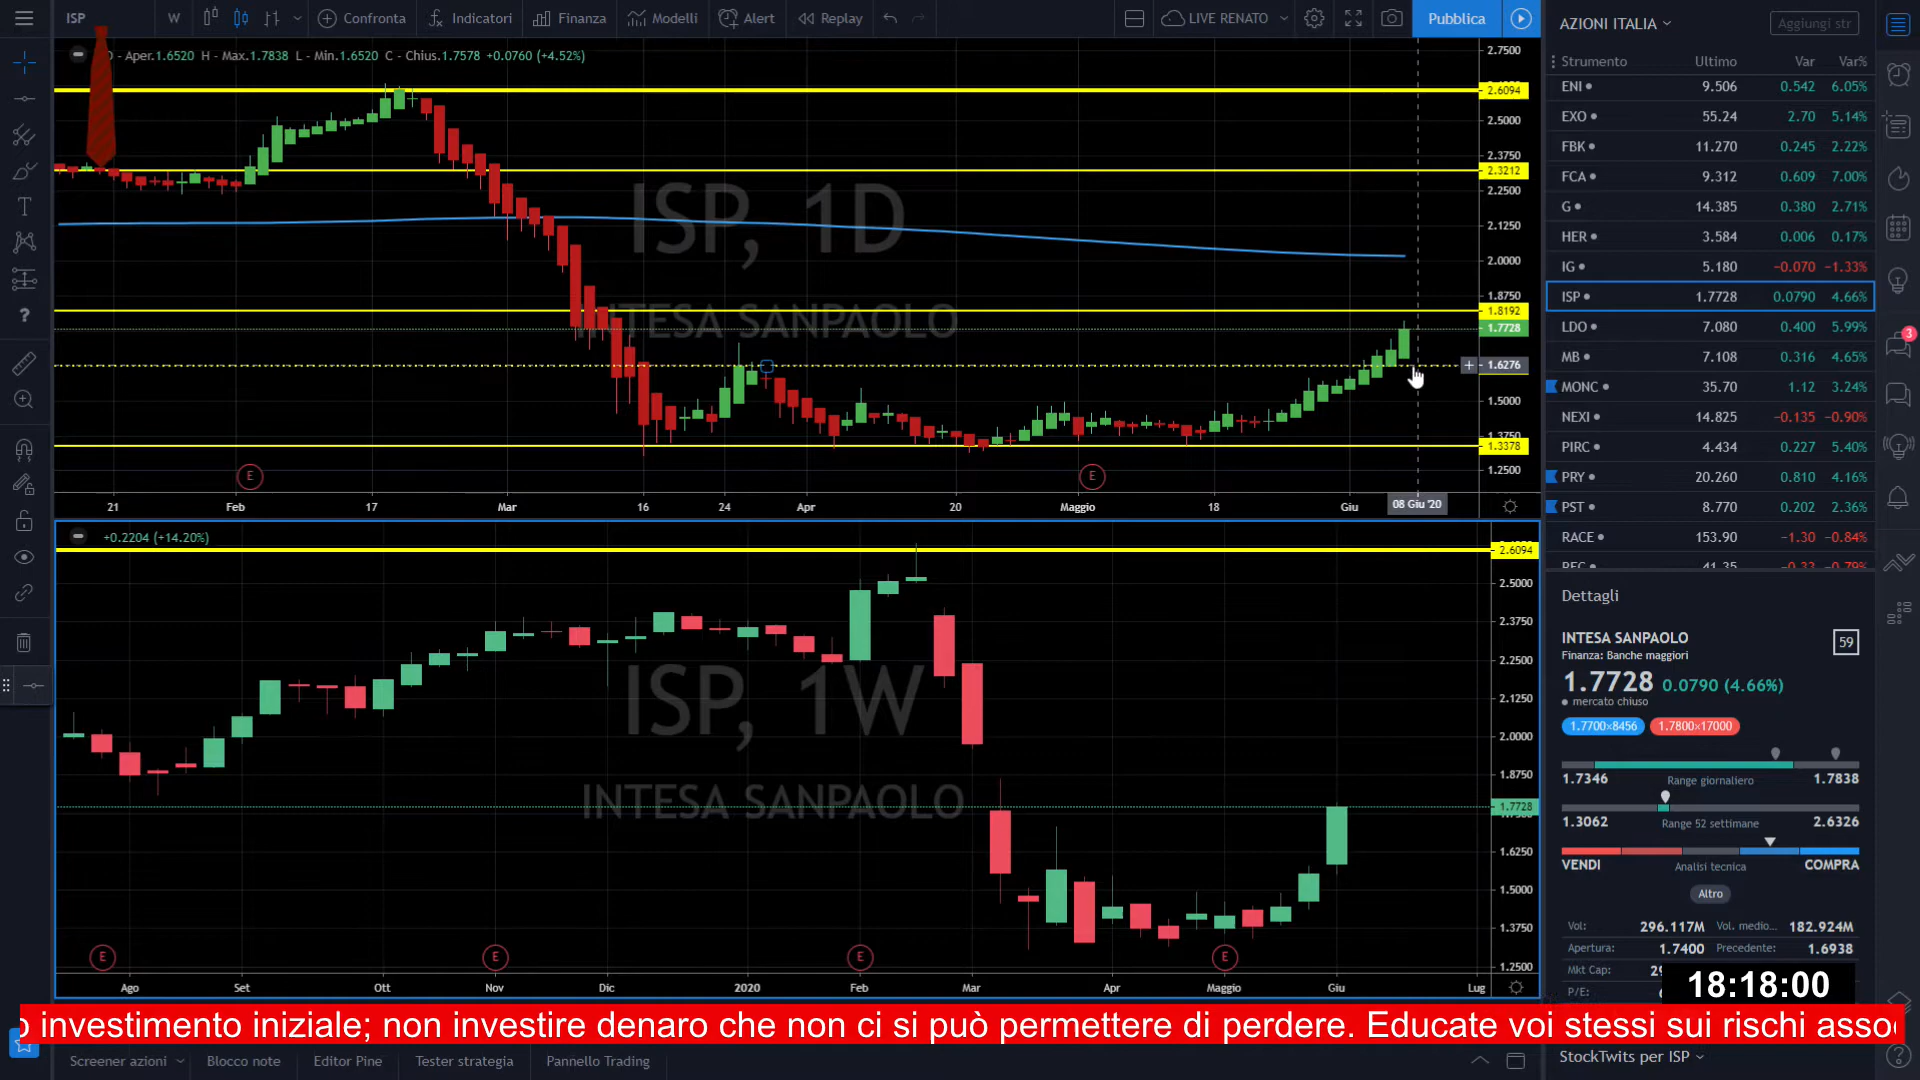 ISP W Confronta Indicatori Finanza Modelli Alert Replay LIVE RENATO Pubblica
- Aper.1.6520 H - Max.1.7838 L - Min.1.6520 C - Chius.1.7578 +0.0760 (+4.52%)
ISP, 1D
INTESA SANPAOLO
2.7500
2.6094
2.5000
2.3750
2.3212
2.2500
2.1250
2.0000
1.8750
1.8192
1.7728
1.6276
1.5000
1.3378
1.2500
E E
21 Feb 17 Mar 16 24 Apr 20 Maggio 18 Giu 08 Giu '20
+0.2204 (+14.20%)
ISP, 1W
INTESA SANPAOLO
2.6094
2.5000
2.3750
2.2500
2.1250
2.0000
1.8750
1.7728
1.6250
1.5000
1.3750
1.2500
E E E E
Ago Set Ott Nov Dic 2020 Feb Mar Apr Maggio Giu Lug
AZIONI ITALIA Aggiungi str
Strumento Ultimo Var Var%
ENI 9.506 0.542 6.05%
EXO 55.24 2.70 5.14%
FBK 11.270 0.245 2.22%
FCA 9.312 0.609 7.00%
G 14.385 0.380 2.71%
HER 3.584 0.006 0.17%
IG 5.180 −0.070 −1.33%
ISP 1.7728 0.0790 4.66%
LDO 7.080 0.400 5.99%
MB 7.108 0.316 4.65%
MONC 35.70 1.12 3.24%
NEXI 14.825 −0.135 −0.90%
PIRC 4.434 0.227 5.40%
PRY 20.260 0.810 4.16%
PST 8.770 0.202 2.36%
RACE 153.90 −1.30 −0.84%
3
Dettagli
INTESA SANPAOLO 59
Finanza: Banche maggiori
1.7728 0.0790 (4.66%)
mercato chiuso
1.7700×8456 1.7800×17000
1.7346 Range giornaliero 1.7838
1.3062 Range 52 settimane 2.6326
VENDI Analisi tecnica COMPRA
Altro
Vol: 296.117M Vol. medio... 182.924M
Apertura: 1.7400 Precedente: 1.6938
Mkt Cap:
P/E:
18:18:00
o investimento iniziale; non investire denaro che non ci si può permettere di perdere. Educate voi stessi sui rischi asso
Screener azioni Blocco note Editor Pine Tester strategia Pannello Trading
StockTwits per ISP